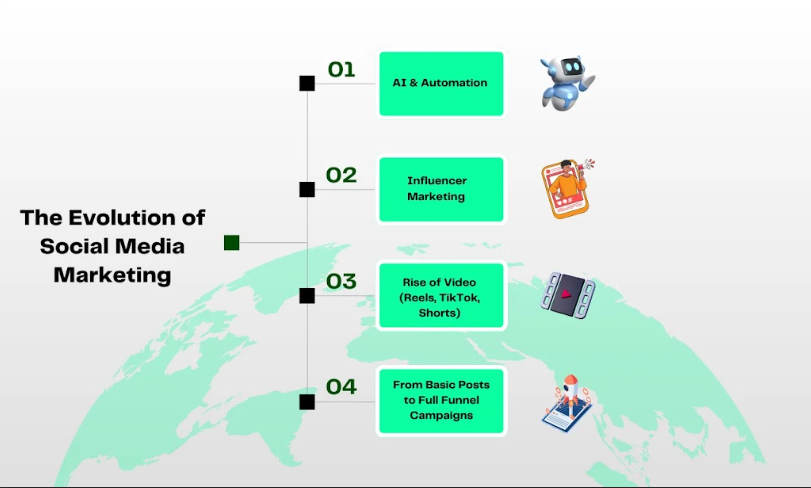 The Evolution of
Social Media
Marketing
01
AI & Automation
02
Influencer
Marketing
03
Rise of Video
(Reels, TikTok,
Shorts)
04
From Basic Posts
to Full Funnel
Campaigns